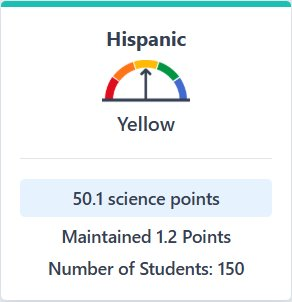 Hispanic
Yellow
50.1 science points
Maintained 1.2 Points
Number of Students: 150